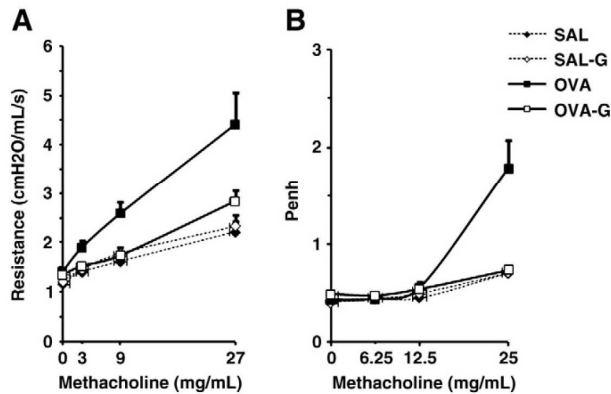 A
Resistance (cmH2O/mL/s)
6
5
4
3
2
1
0
0 3 9 27
Methacholine (mg/mL)
B
Penh
3
2
1
0
0 6.25 12.5 25
Methacholine (mg/mL)
SAL
SAL-G
OVA
OVA-G